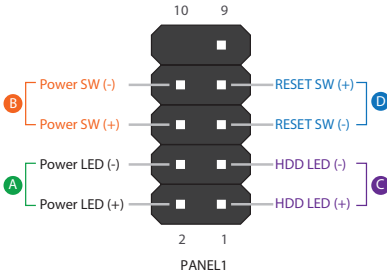 10 9
Power SW (-) RESET SW (+)
B D
Power SW (+) RESET SW (-)
Power LED (-) HDD LED (-)
A C
Power LED (+) HDD LED (+)
2 1
PANEL1